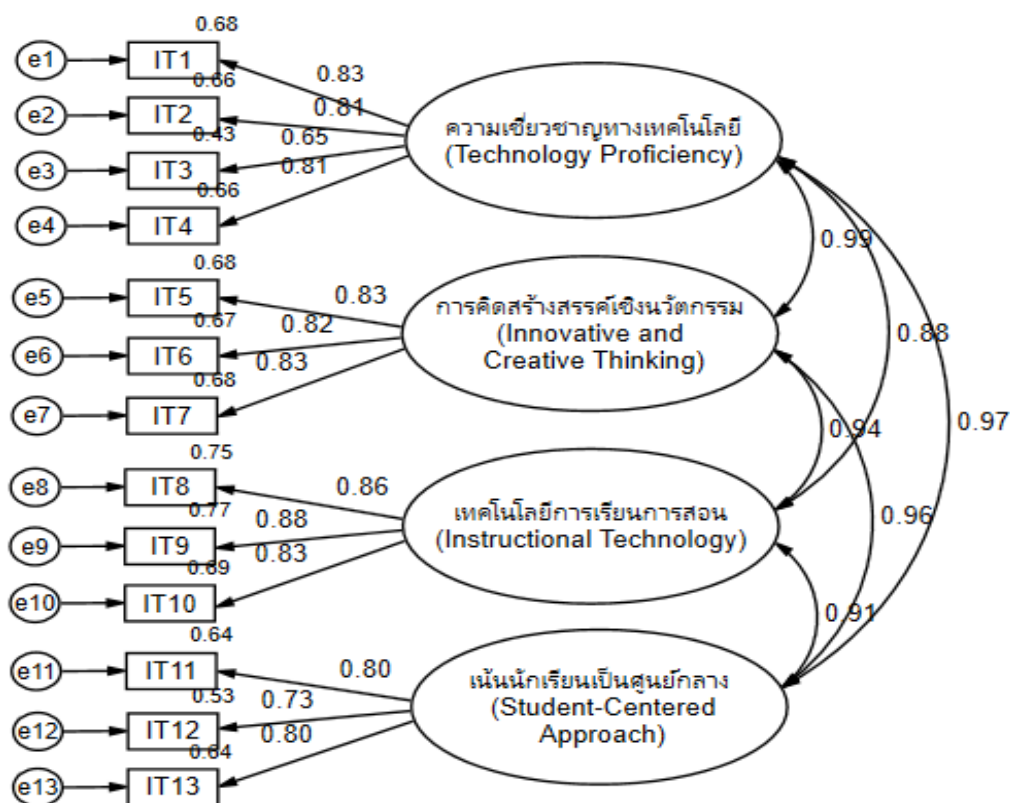 0.68
e1
IT1
0.83
0.66
e2
IT2
0.81
0.43
0.65
e3
IT3
0.81
0.66
e4
IT4
ความเชี่ยวชาญทางเทคโนโลยี
(Technology Proficiency)
0.99
0.68
e5
IT5
0.83
0.67
e6
IT6
0.82
0.68
0.83
e7
IT7
การคิดสร้างสรรค์เชิงนวัตกรรม
(Innovative and
Creative Thinking)
0.88
0.94
0.97
0.75
e8
IT8
0.86
0.77
e9
IT9
0.88
0.69
0.83
e10
IT10
เทคโนโลยีการเรียนการสอน
(Instructional Technology)
0.96
0.91
0.64
e11
IT11
0.80
0.53
0.73
e12
IT12
0.80
0.64
e13
IT13
เน้นนักเรียนเป็นศูนย์กลาง
(Student-Centered
Approach)